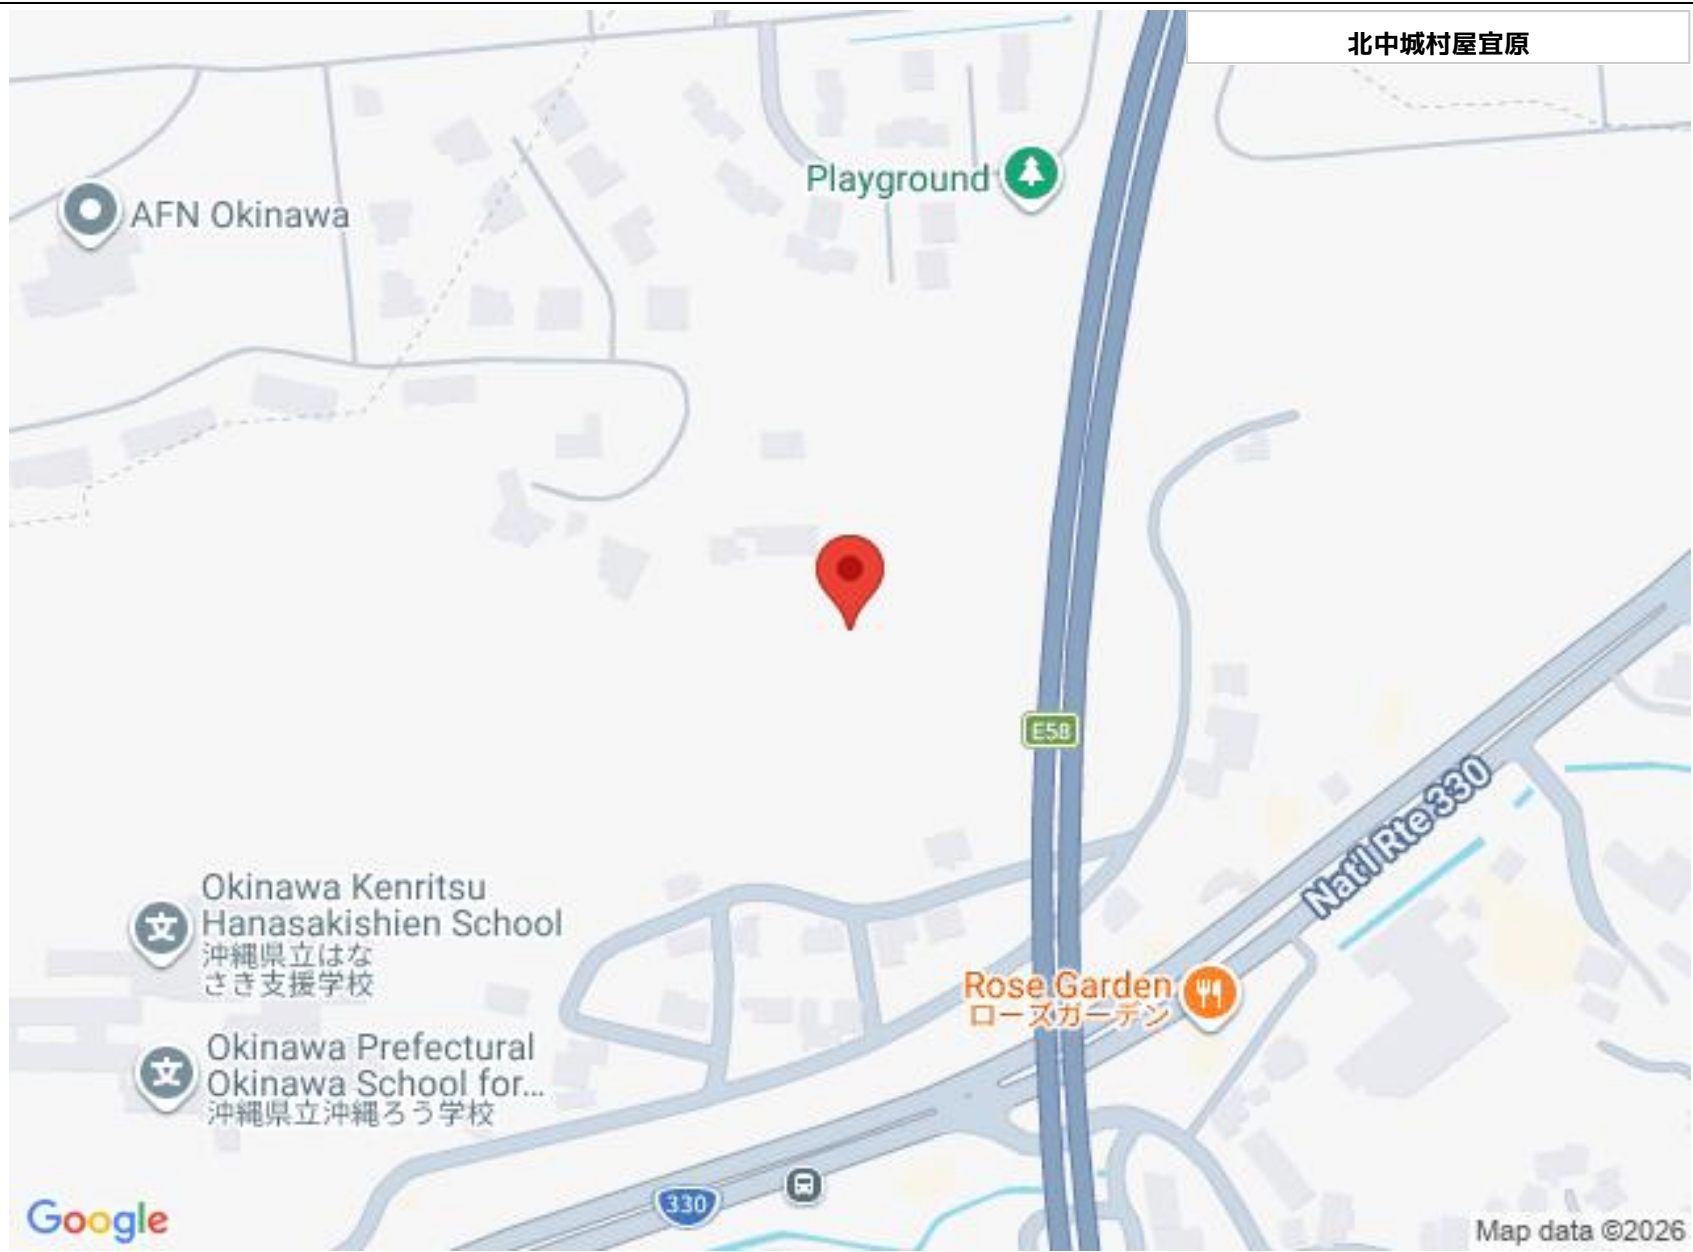 北中城村屋宜原
Playground
AFN Okinawa
E58
Nat'l Rte 330
Okinawa Kenritsu
Hanasakishien School
沖縄県立はな
さき支援学校
Rose Garden
ローズガーデン
Okinawa Prefectural
Okinawa School for...
沖縄県立沖縄ろう学校
330
Google
Map data ©2026